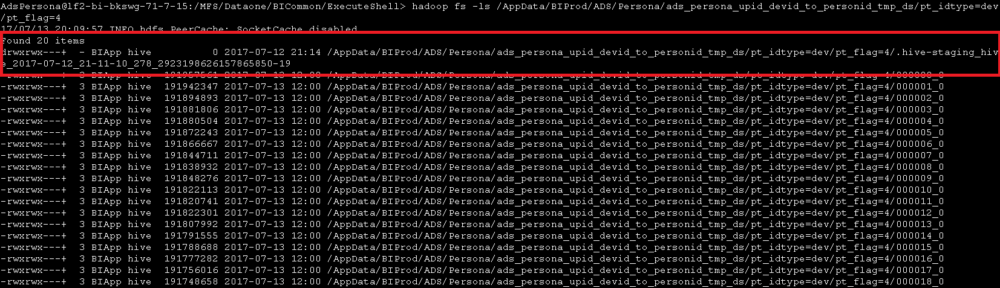 AdsPersona@lf2-bi-bkswg-71-7-15:/MFS/Dataone/BICommon/ExecuteShell> hadoop fs -ls /AppData/BIProd/ADS/Persona/ads_persona_upid_devid_to_personid_tmp_ds/pt_idtype=dev
/pt_flag=4
17/07/13 20:09:57 INFO hdfs.PeerCache: SocketCache disabled.
Found 20 items
drwxrwx---+  - BIApp hive          0 2017-07-12 21:14 /AppData/BIProd/ADS/Persona/ads_persona_upid_devid_to_personid_tmp_ds/pt_idtype=dev/pt_flag=4/.hive-staging_hiv
e_2017-07-12_21-11-10_278_2923198626157865850-19
-rwxrwx---+  3 BIApp hive  191957561 2017-07-13 12:00 /AppData/BIProd/ADS/Persona/ads_persona_upid_devid_to_personid_tmp_ds/pt_idtype=dev/pt_flag=4/000000_0
-rwxrwx---+  3 BIApp hive  191942347 2017-07-13 12:00 /AppData/BIProd/ADS/Persona/ads_persona_upid_devid_to_personid_tmp_ds/pt_idtype=dev/pt_flag=4/000001_0
-rwxrwx---+  3 BIApp hive  191894893 2017-07-13 12:00 /AppData/BIProd/ADS/Persona/ads_persona_upid_devid_to_personid_tmp_ds/pt_idtype=dev/pt_flag=4/000002_0
-rwxrwx---+  3 BIApp hive  191881806 2017-07-13 12:00 /AppData/BIProd/ADS/Persona/ads_persona_upid_devid_to_personid_tmp_ds/pt_idtype=dev/pt_flag=4/000003_0
-rwxrwx---+  3 BIApp hive  191880504 2017-07-13 12:00 /AppData/BIProd/ADS/Persona/ads_persona_upid_devid_to_personid_tmp_ds/pt_idtype=dev/pt_flag=4/000004_0
-rwxrwx---+  3 BIApp hive  191872243 2017-07-13 12:00 /AppData/BIProd/ADS/Persona/ads_persona_upid_devid_to_personid_tmp_ds/pt_idtype=dev/pt_flag=4/000005_0
-rwxrwx---+  3 BIApp hive  191866667 2017-07-13 12:00 /AppData/BIProd/ADS/Persona/ads_persona_upid_devid_to_personid_tmp_ds/pt_idtype=dev/pt_flag=4/000006_0
-rwxrwx---+  3 BIApp hive  191844711 2017-07-13 12:00 /AppData/BIProd/ADS/Persona/ads_persona_upid_devid_to_personid_tmp_ds/pt_idtype=dev/pt_flag=4/000007_0
-rwxrwx---+  3 BIApp hive  191838932 2017-07-13 12:00 /AppData/BIProd/ADS/Persona/ads_persona_upid_devid_to_personid_tmp_ds/pt_idtype=dev/pt_flag=4/000008_0
-rwxrwx---+  3 BIApp hive  191848276 2017-07-13 12:00 /AppData/BIProd/ADS/Persona/ads_persona_upid_devid_to_personid_tmp_ds/pt_idtype=dev/pt_flag=4/000009_0
-rwxrwx---+  3 BIApp hive  191822113 2017-07-13 12:00 /AppData/BIProd/ADS/Persona/ads_persona_upid_devid_to_personid_tmp_ds/pt_idtype=dev/pt_flag=4/000010_0
-rwxrwx---+  3 BIApp hive  191820741 2017-07-13 12:00 /AppData/BIProd/ADS/Persona/ads_persona_upid_devid_to_personid_tmp_ds/pt_idtype=dev/pt_flag=4/000011_0
-rwxrwx---+  3 BIApp hive  191822301 2017-07-13 12:00 /AppData/BIProd/ADS/Persona/ads_persona_upid_devid_to_personid_tmp_ds/pt_idtype=dev/pt_flag=4/000012_0
-rwxrwx---+  3 BIApp hive  191807992 2017-07-13 12:00 /AppData/BIProd/ADS/Persona/ads_persona_upid_devid_to_personid_tmp_ds/pt_idtype=dev/pt_flag=4/000013_0
-rwxrwx---+  3 BIApp hive  191791555 2017-07-13 12:00 /AppData/BIProd/ADS/Persona/ads_persona_upid_devid_to_personid_tmp_ds/pt_idtype=dev/pt_flag=4/000014_0
-rwxrwx---+  3 BIApp hive  191788688 2017-07-13 12:00 /AppData/BIProd/ADS/Persona/ads_persona_upid_devid_to_personid_tmp_ds/pt_idtype=dev/pt_flag=4/000015_0
-rwxrwx---+  3 BIApp hive  191777282 2017-07-13 12:00 /AppData/BIProd/ADS/Persona/ads_persona_upid_devid_to_personid_tmp_ds/pt_idtype=dev/pt_flag=4/000016_0
-rwxrwx---+  3 BIApp hive  191756016 2017-07-13 12:00 /AppData/BIProd/ADS/Persona/ads_persona_upid_devid_to_personid_tmp_ds/pt_idtype=dev/pt_flag=4/000017_0
-rwxrwx---+  3 BIApp hive  191748658 2017-07-13 12:00 /AppData/BIProd/ADS/Persona/ads_persona_upid_devid_to_personid_tmp_ds/pt_idtype=dev/pt_flag=4/000018_0